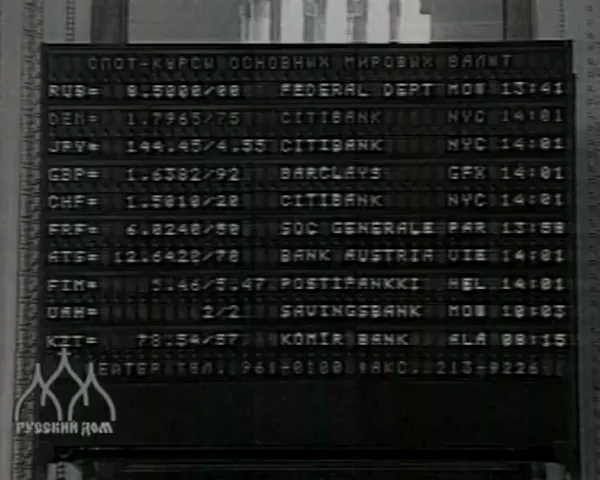 СПОТ-КУРСЫ ОСНОВНЫХ МИРОВЫХ ВАЛЮТ
RUB= 8.5000/00 FEDERAL DEPT MOW 13:41
DEM= 1.7965/75 CITIBANK NYC 14:01
JPY= 144.45/4.55 CITIBANK NYC 14:01
GBP= 1.6382/92 BARCLAYS GFX 14:01
CHF= 1.5010/20 CITIBANK NYC 14:01
FRF= 6.0240/50 SOC GENERALE PAR 13:58
ATS= 12.6420/70 BANK AUSTRIA VIE 14:01
FIM= 5.46/5.47 POSTIPANKKI HEL 14:01
UAH= 2/2 SAVINGSBANK MOW 10:03
KZT= 78.54/57 KOMIR BANK ALA 08:15
ТЕЛ. 961-0100 ФАКС. 213-9226
РУССКИЙ ДОМ